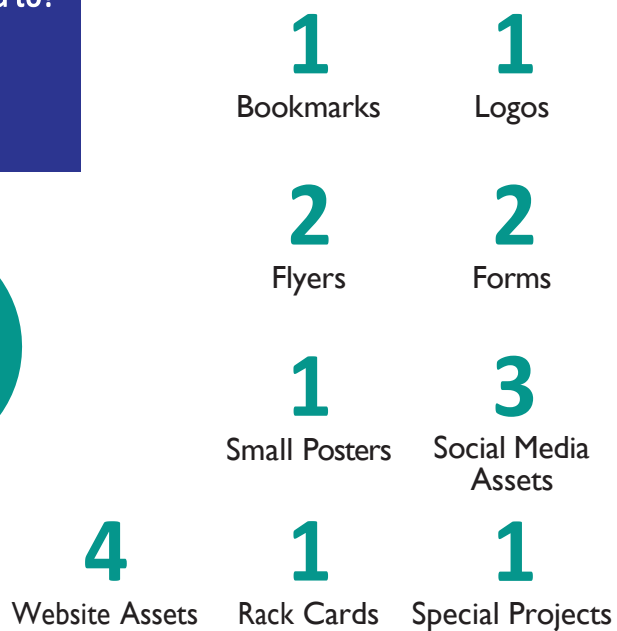 to?
1 1
Bookmarks Logos
2 2
Flyers Forms
1 3
Small Posters Social Media
Assets
4 1 1
Website Assets Rack Cards Special Projects